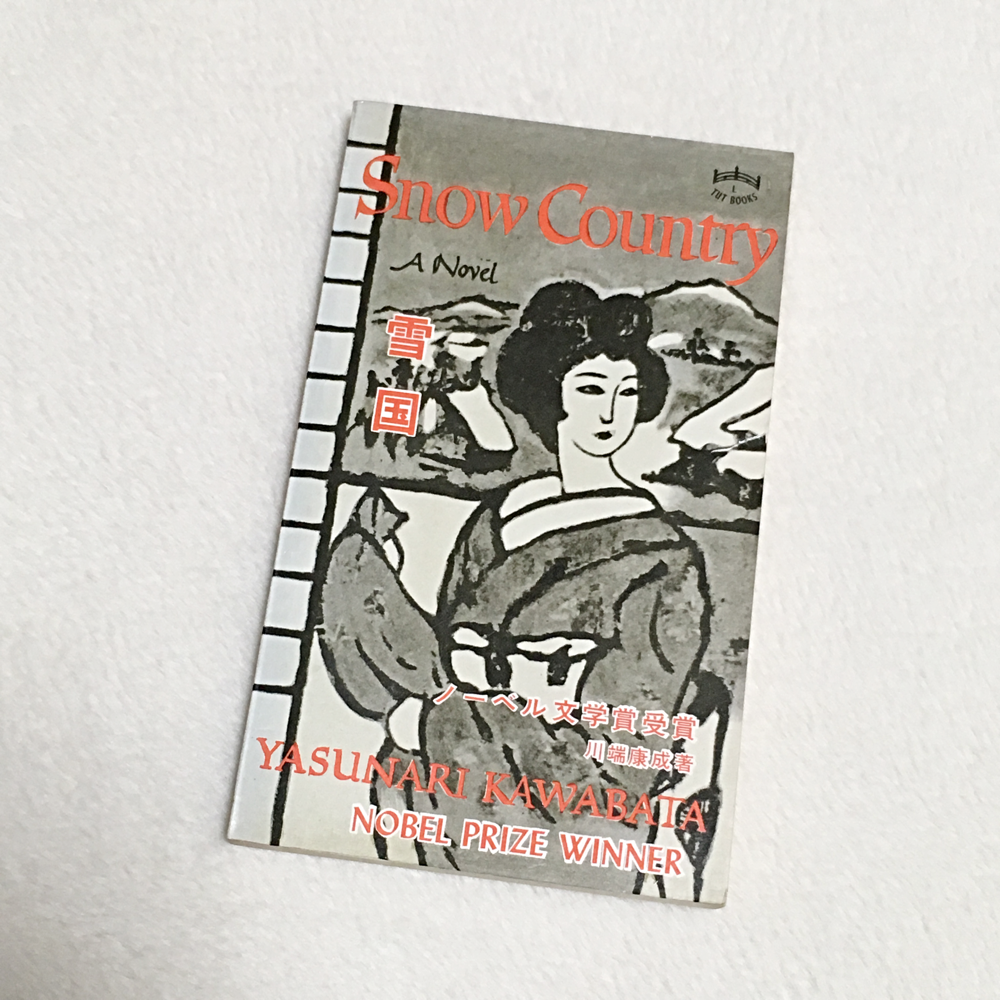 TUT BOOKS
L
Snow Country
A Novel
雪国
ノーベル文学賞受賞
川端康成著
YASUNARI KAWABATA
NOBEL PRIZE WINNER